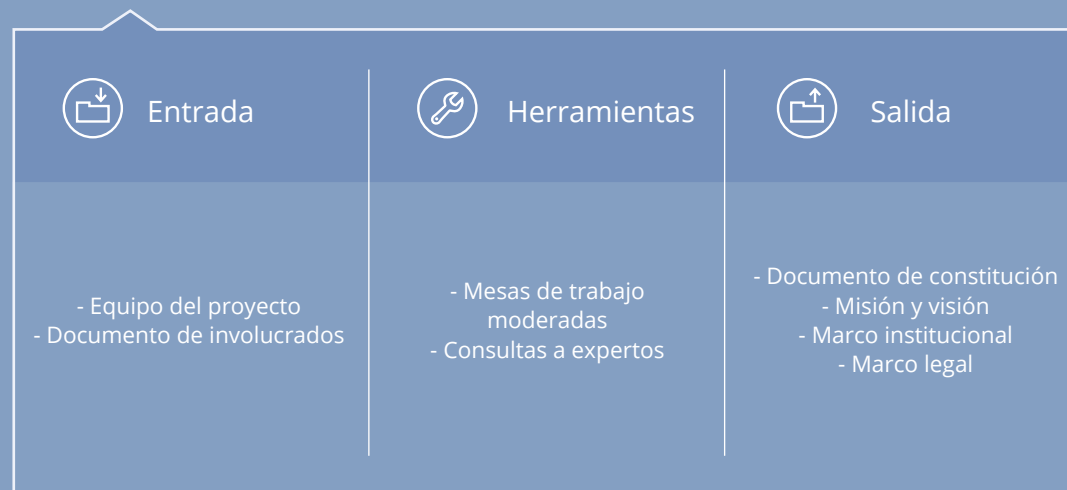 Entrada
Herramientas
Salida
- Equipo del proyecto
- Documento de involucrados
- Mesas de trabajo
moderadas
- Consultas a expertos
- Documento de constitución
- Misión y visión
- Marco institucional
- Marco legal